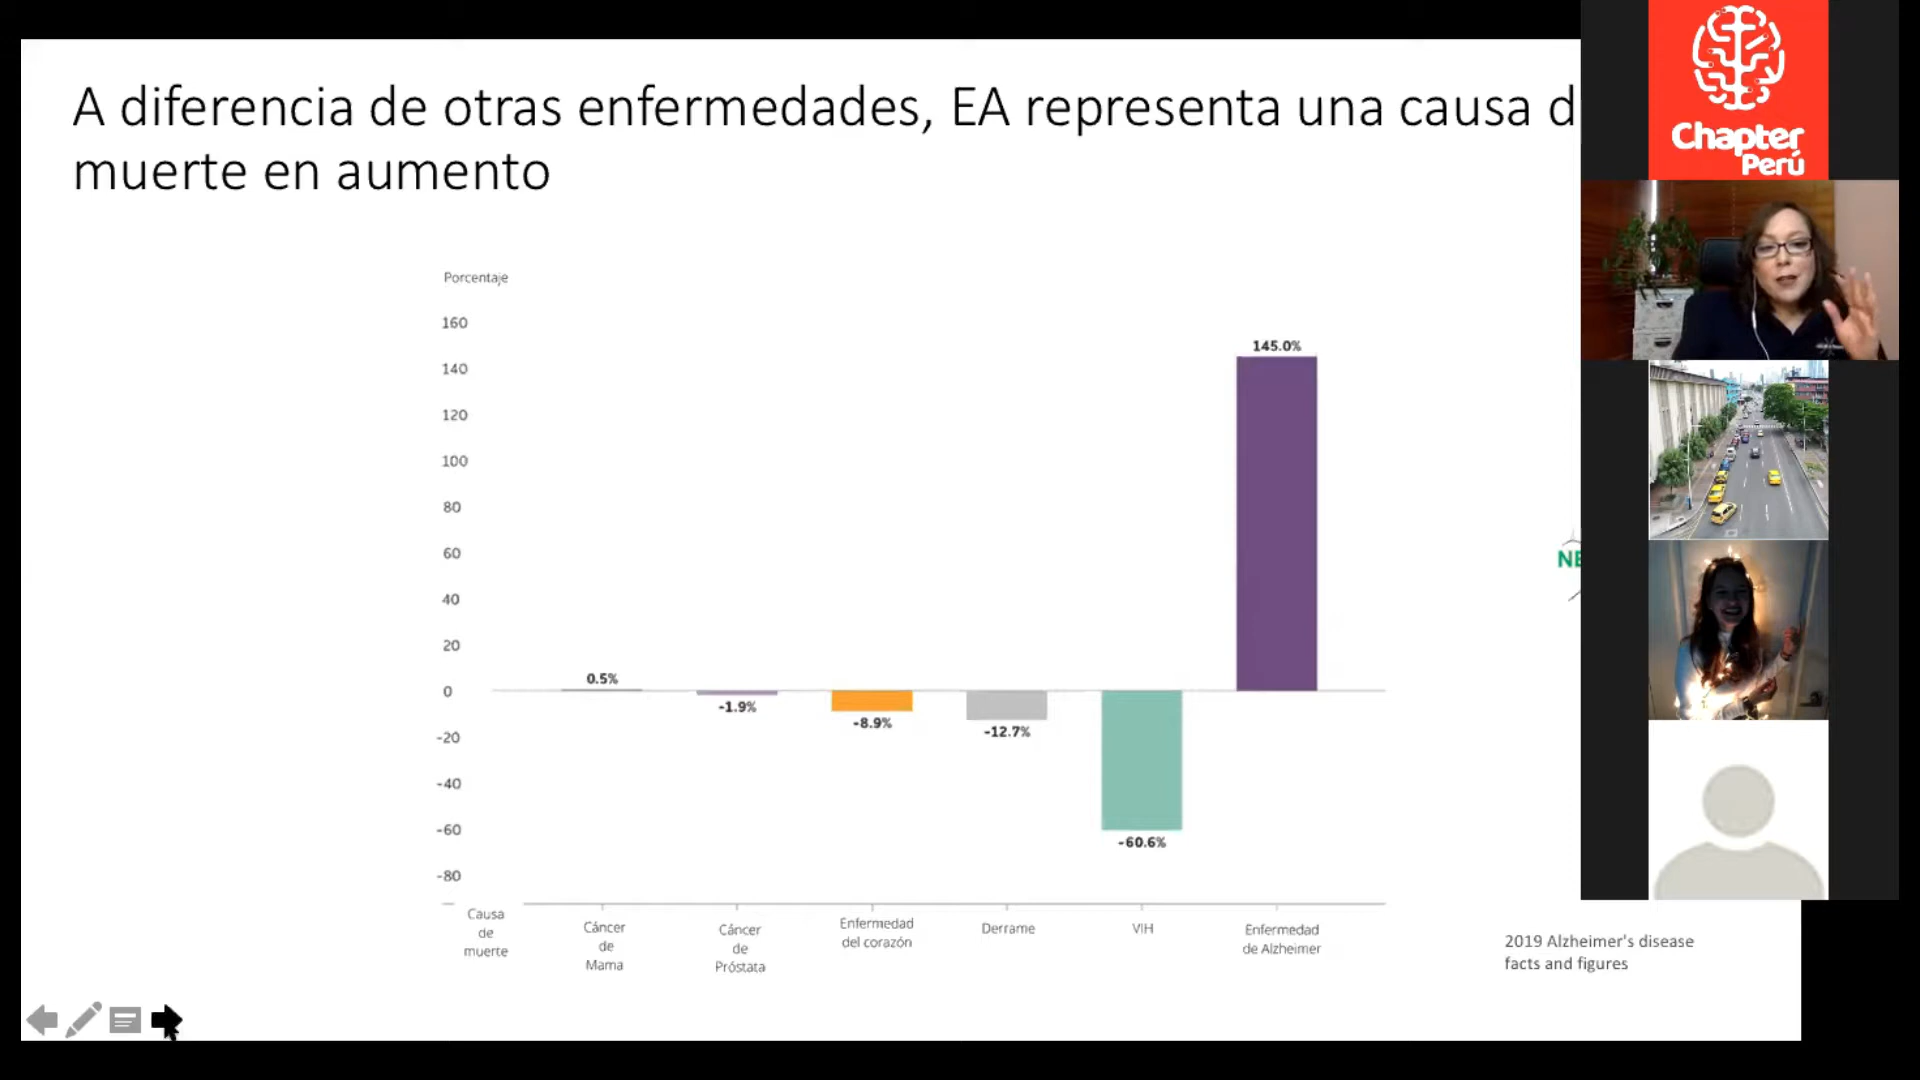 A diferencia de otras enfermedades, EA representa una causa d
muerte en aumento
Chapter
Perú
Porcentaje
160
140
120
100
80
60
40
20
0
-20
-40
-60
-80
0.5%
-1.9%
-8.9%
-12.7%
-60.6%
145.0%
Causa
de
muerte
Cáncer
de
Mama
Cáncer
de
Próstata
Enfermedad
del corazón
Derrame
VIH
Enfermedad
de Alzheimer
NE
2019 Alzheimer's disease
facts and figures